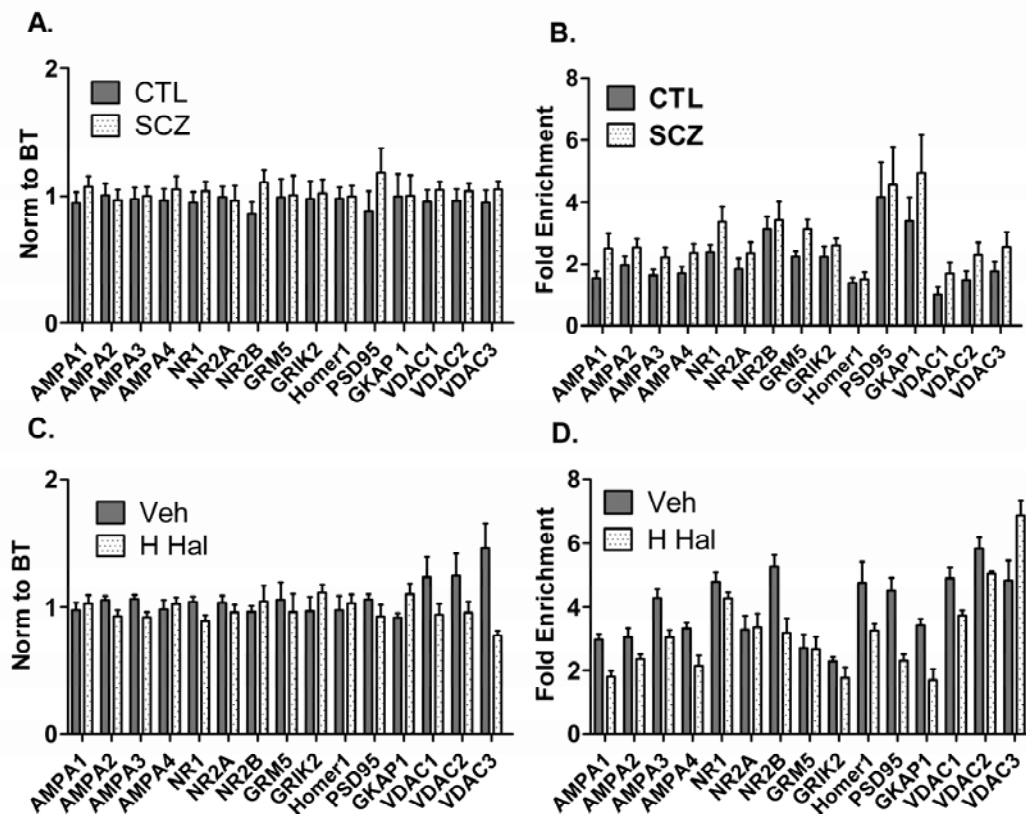 A.
2
1
0
Norm to BT
CTL
SCZ
AMPA1
AMPA2
AMPA3
AMPA4
NR1
NR2A
NR2B
GRM5
GRIK2
Homer1
PSD95
GKAP 1
VDAC1
VDAC2
VDAC3
B.
8
6
4
2
0
Fold Enrichment
CTL
SCZ
AMPA1
AMPA2
AMPA3
AMPA4
NR1
NR2A
NR2B
GRM5
GRIK2
Homer1
PSD95
GKAP1
VDAC1
VDAC2
VDAC3
C.
2
1
0
Norm to BT
Veh
H Hal
AMPA1
AMPA2
AMPA3
AMPA4
NR1
NR2A
NR2B
GRM5
GRIK2
Homer1
PSD95
GKAP1
VDAC1
VDAC2
VDAC3
D.
8
6
4
2
0
Fold Enrichment
Veh
H Hal
AMPA1
AMPA2
AMPA3
AMPA4
NR1
NR2A
NR2B
GRM5
GRIK2
Homer1
PSD95
GKAP1
VDAC1
VDAC2
VDAC3